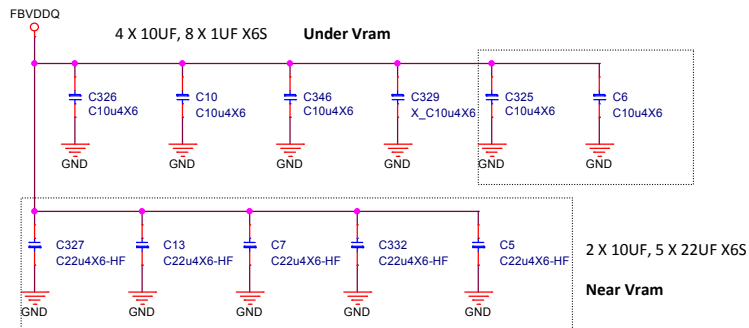 FBVDDQ
4 X 10UF, 8 X 1UF X6S Under Vram
C326
C10u4X6
GND
C10
C10u4X6
GND
C346
C10u4X6
GND
C329
X_C10u4X6
GND
C325
C10u4X6
GND
C6
C10u4X6
GND
C327
C22u4X6-HF
GND
C13
C22u4X6-HF
GND
C7
C22u4X6-HF
GND
C332
C22u4X6-HF
GND
C5
C22u4X6-HF
GND
2 X 10UF, 5 X 22UF X6S
Near Vram